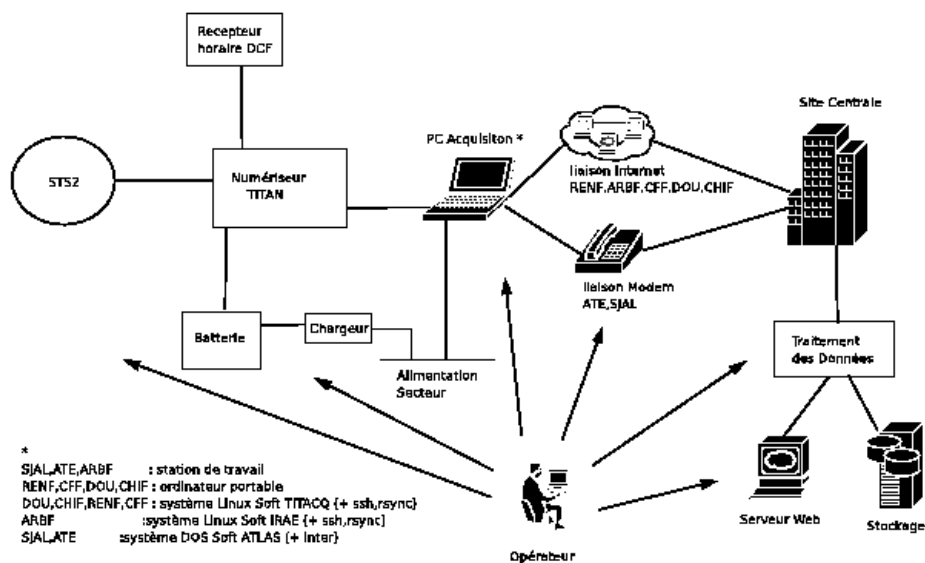 Recepteur
horaire DCF
STS2
Numériseur
TITAN
PC Acquisiton *
liaison Internet
RENF,ARBF,CFF,DOU,CHIF
Site Centrale
liaison Modem
ATE,SJAL
Batterie
Chargeur
Alimentation
Secteur
Traitement
des Données
*
SJAL,ATE,ARBF : station de travail
RENF,CFF,DOU,CHIF : ordinateur portable
DOU,CHIF,RENF,CFF : système Linux Soft TITACQ (+ ssh,rsync)
ARBF :système Linux Soft IRAE (+ ssh,rsync)
SJAL,ATE :système DOS Soft ATLAS (+ inter)
Opérateur
Serveur Web
Stockage